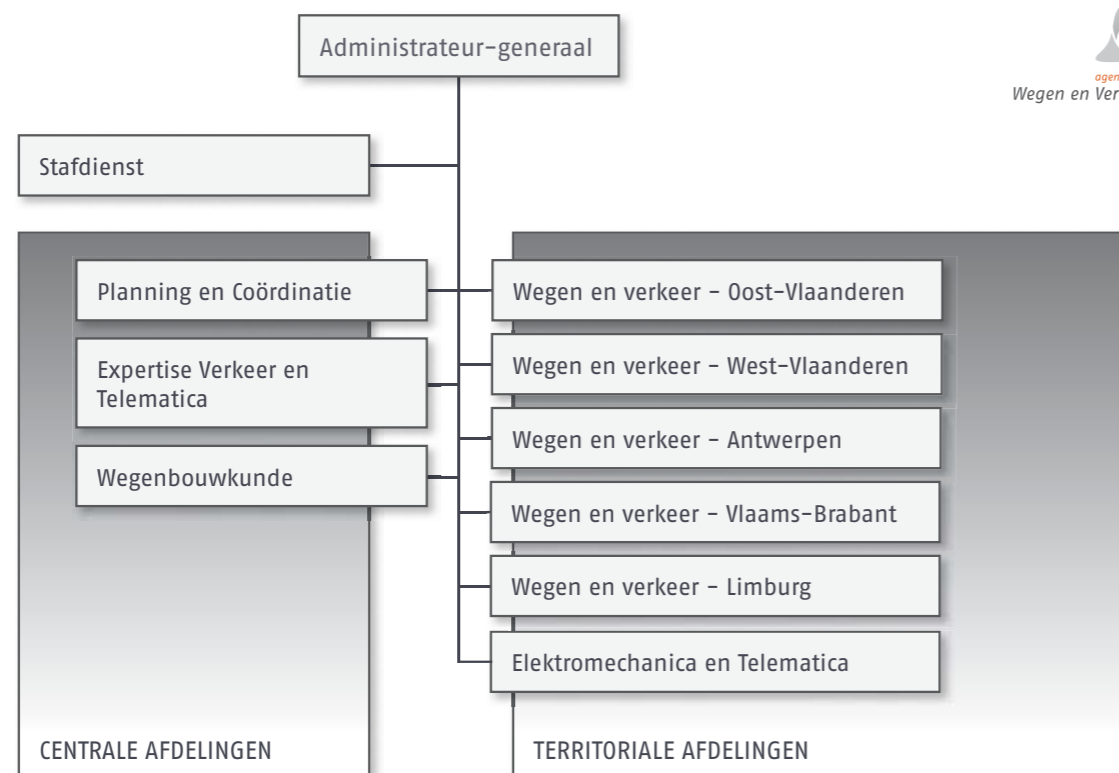 Administrateur-generaal
Wegen en
Stafdienst
Planning en Coördinatie
Expertise Verkeer en
Telematica
Wegenbouwkunde
CENTRALE AFDELINGEN
Wegen en verkeer - Oost-Vlaanderen
Wegen en verkeer - West-Vlaanderen
Wegen en verkeer - Antwerpen
Wegen en verkeer - Vlaams-Brabant
Wegen en verkeer - Limburg
Elektromechanica en Telematica
TERRITORIALE AFDELINGEN